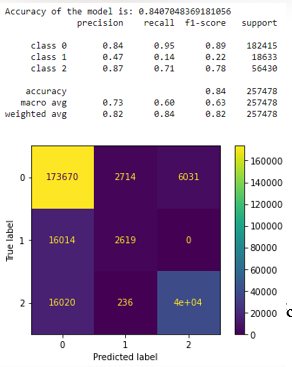 Accuracy of the model is: 0.8407048369181056
precision recall f1-score support
class 0 0.84 0.95 0.89 182415
class 1 0.47 0.14 0.22 18633
class 2 0.87 0.71 0.78 56430
accuracy 0.84 257478
macro avg 0.73 0.60 0.63 257478
weighted avg 0.82 0.84 0.82 257478
160000
0 173670 2714 6031
140000
120000
100000
True label
1 16014 2619 0
80000
60000
40000
2 16020 236 4e+04
20000
0
0 1 2
Predicted label